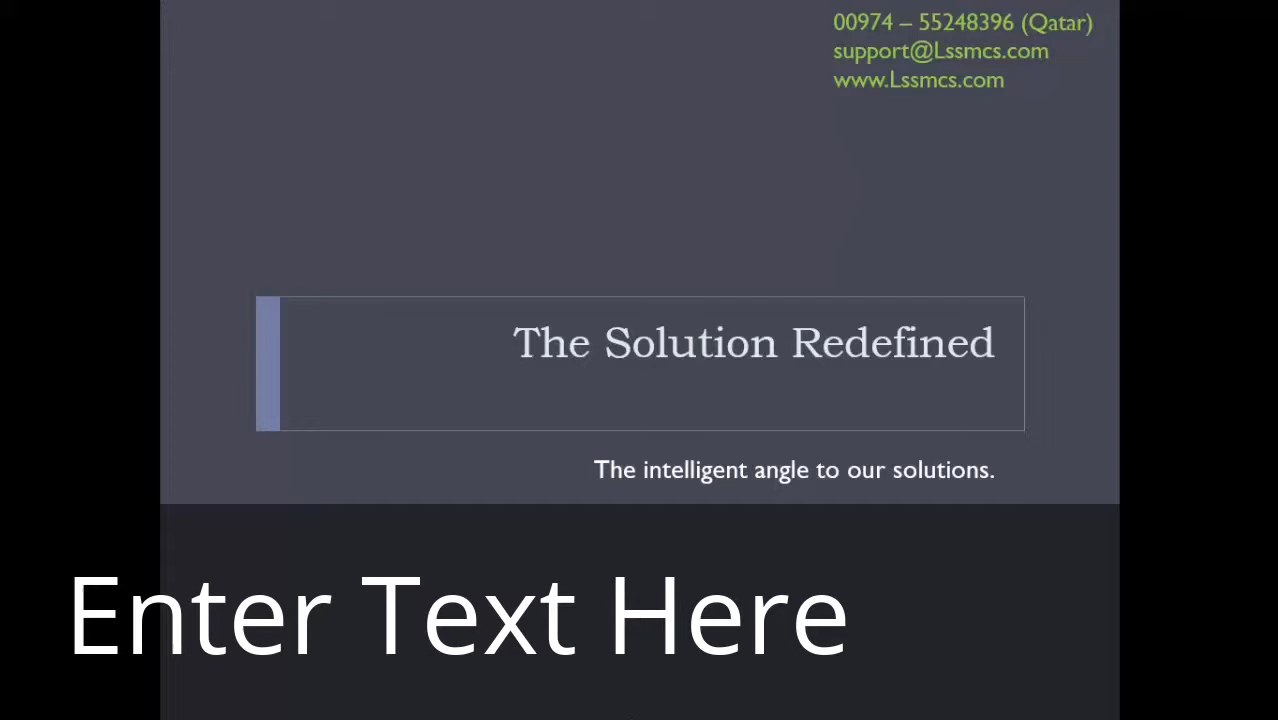 00974 – 55248396 (Qatar)
support@Lssmcs.com
www.Lssmcs.com
The Solution Redefined
The intelligent angle to our solutions.
Enter Text Here